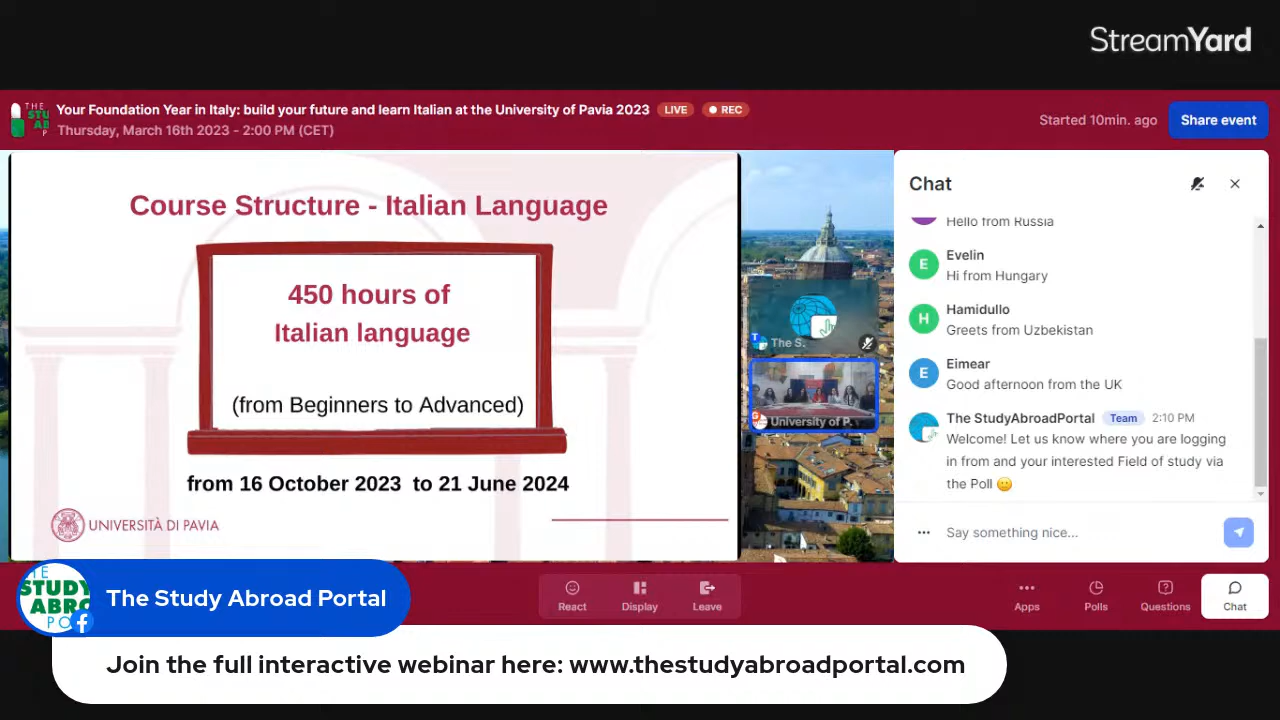 StreamYard
THE
STU
AB
P
Your Foundation Year in Italy: build your future and learn Italian at the University of Pavia 2023 LIVE REC
Thursday, March 16th 2023 - 2:00 PM (CET)
Started 10min. ago
Share event
Course Structure - Italian Language
450 hours of
Italian language
(from Beginners to Advanced)
from 16 October 2023 to 21 June 2024
UNIVERSITÀ DI PAVIA
T
The S.
University of P.
Chat
Hello from Russia
E
Evelin
Hi from Hungary
H
Hamidullo
Greets from Uzbekistan
E
Eimear
Good afternoon from the UK
The StudyAbroadPortal Team 2:10 PM
Welcome! Let us know where you are logging
in from and your interested Field of study via
the Poll 😀
Say something nice...
React
Display
Leave
Apps
Polls
Questions
Chat
STUDY
ABRO
PO
The Study Abroad Portal
Join the full interactive webinar here: www.thestudyabroadportal.com